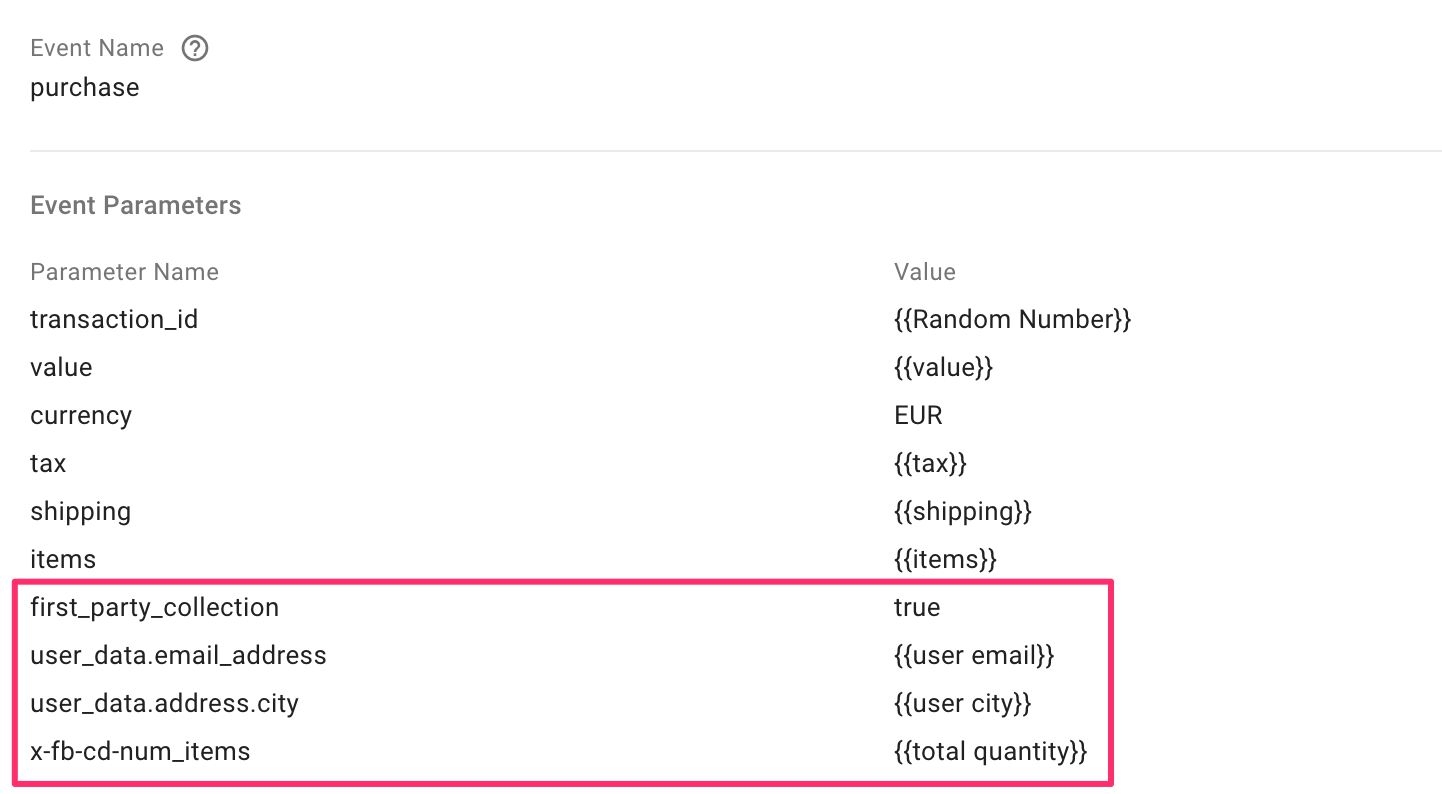 Event Name ?
purchase
Event Parameters
Parameter Name Value
transaction_id {{Random Number}}
value {{value}}
currency EUR
tax {{tax}}
shipping {{shipping}}
items {{items}}
first_party_collection true
user_data.email_address {{user email}}
user_data.address.city {{user city}}
x-fb-cd-num_items {{total quantity}}